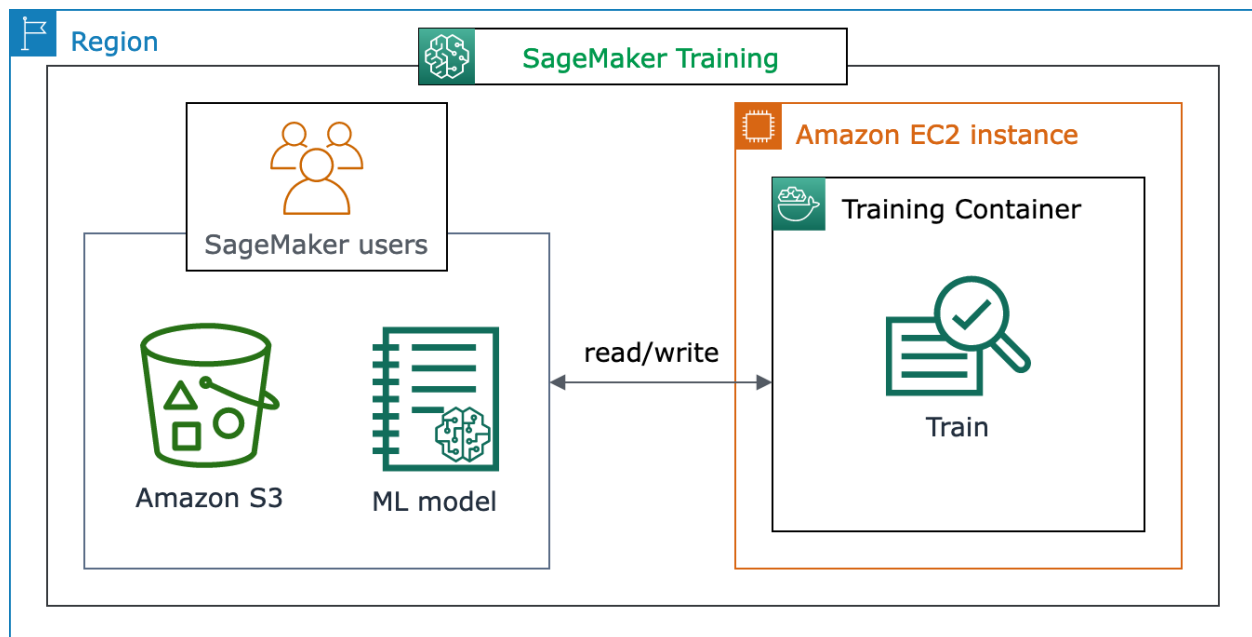 Region
SageMaker Training
SageMaker users
Amazon EC2 instance
Training Container
read/write
Train
Amazon S3
ML model